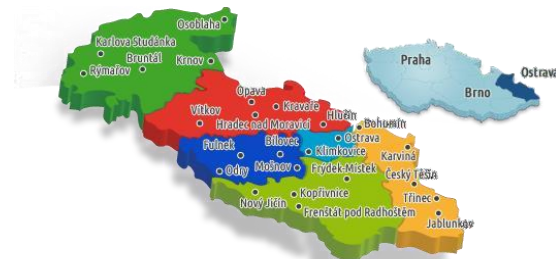 Osoblaha
Karlova Studánka
Bruntál
Krnov
Rýmařov
Praha
Brno
Ostrava
Opava
Kravaře
Vítkov
Hradec nad Moravicí
Hlučín
Bohumín
Ostrava
Fulnek
Bílovec
Klimkovice
Karviná
Mošnov
Odry
Frýdek-Místek
Český Těšín
Kopřivnice
Nový Jičín
Třinec
Frenštát pod Radhoštěm
Jablunkov